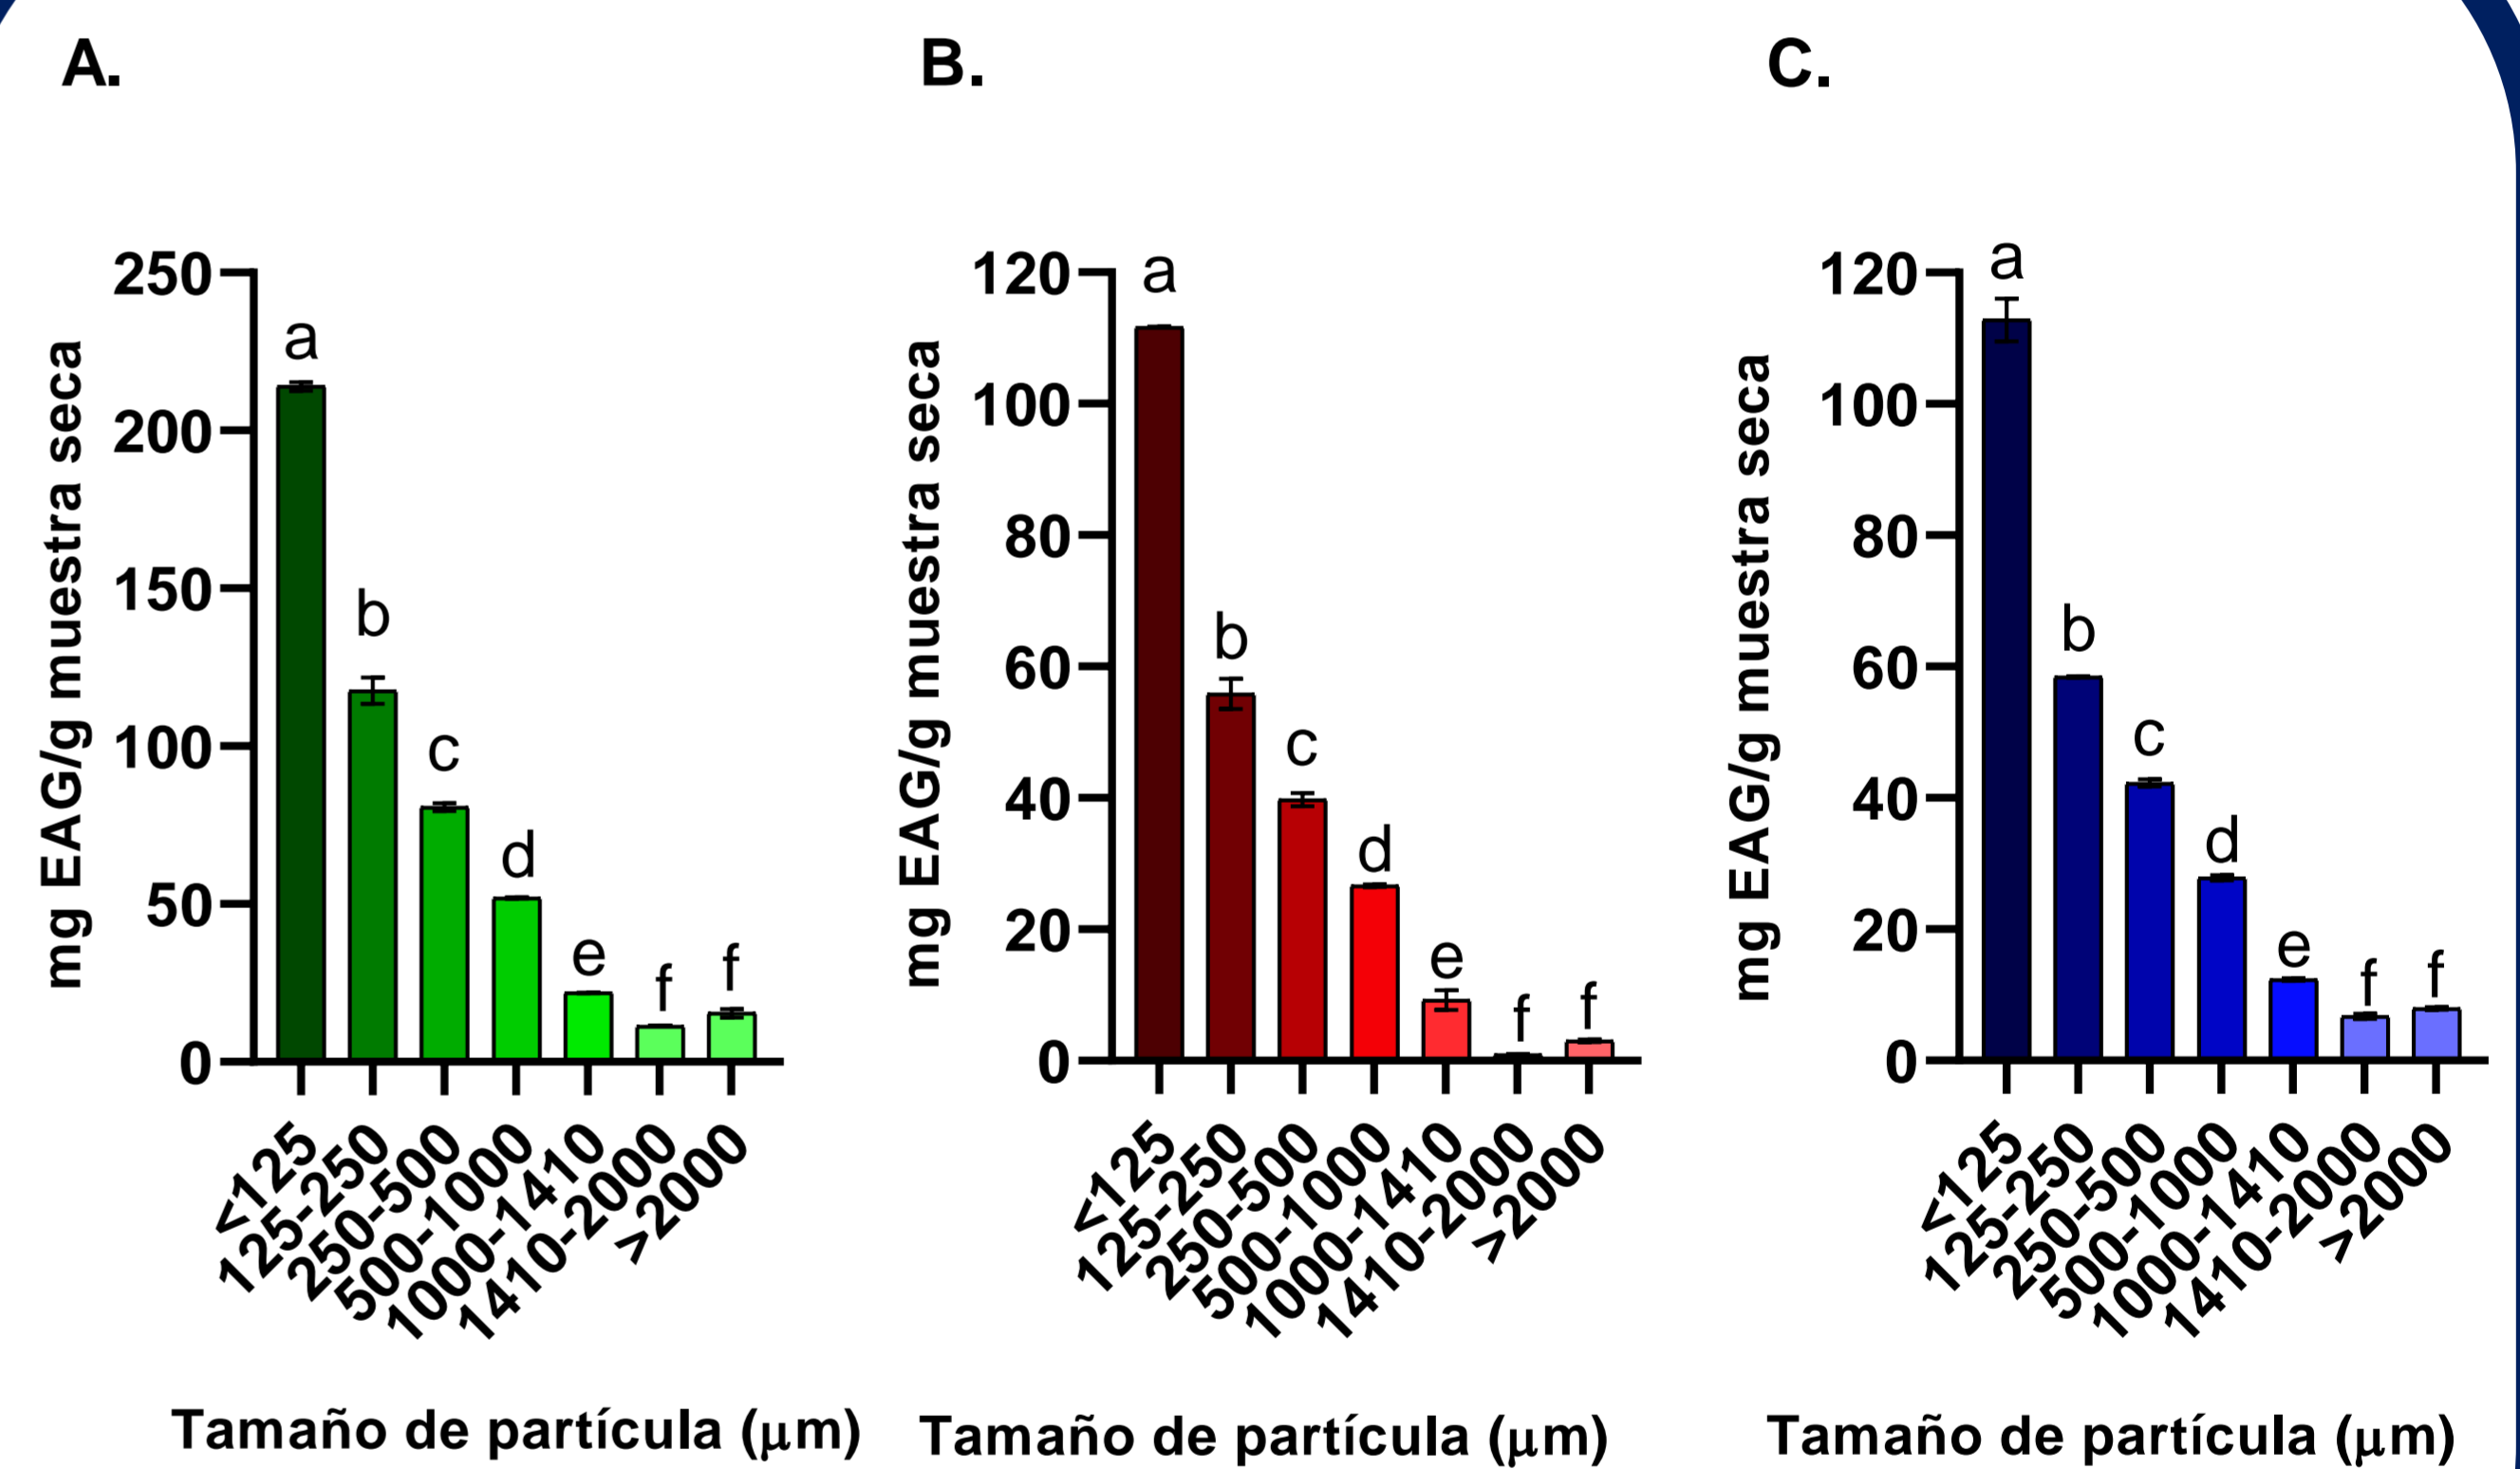 A.
mg EAG/g muestra seca
250
200
150
100
50
0
a
b
c
d
e
f
f
<125
125-250
250-500
500-1000
1000-1410
1410-2000
>2000
Tamaño de partícula (μm)
B.
mg EAG/g muestra seca
120
100
80
60
40
20
0
a
b
c
d
e
f
f
<125
125-250
250-500
500-1000
1000-1410
1410-2000
>2000
Tamaño de partícula (μm)
C.
mg EAG/g muestra seca
120
100
80
60
40
20
0
a
b
c
d
e
f
f
<125
125-250
250-500
500-1000
1000-1410
1410-2000
>2000
Tamaño de partícula (μm)